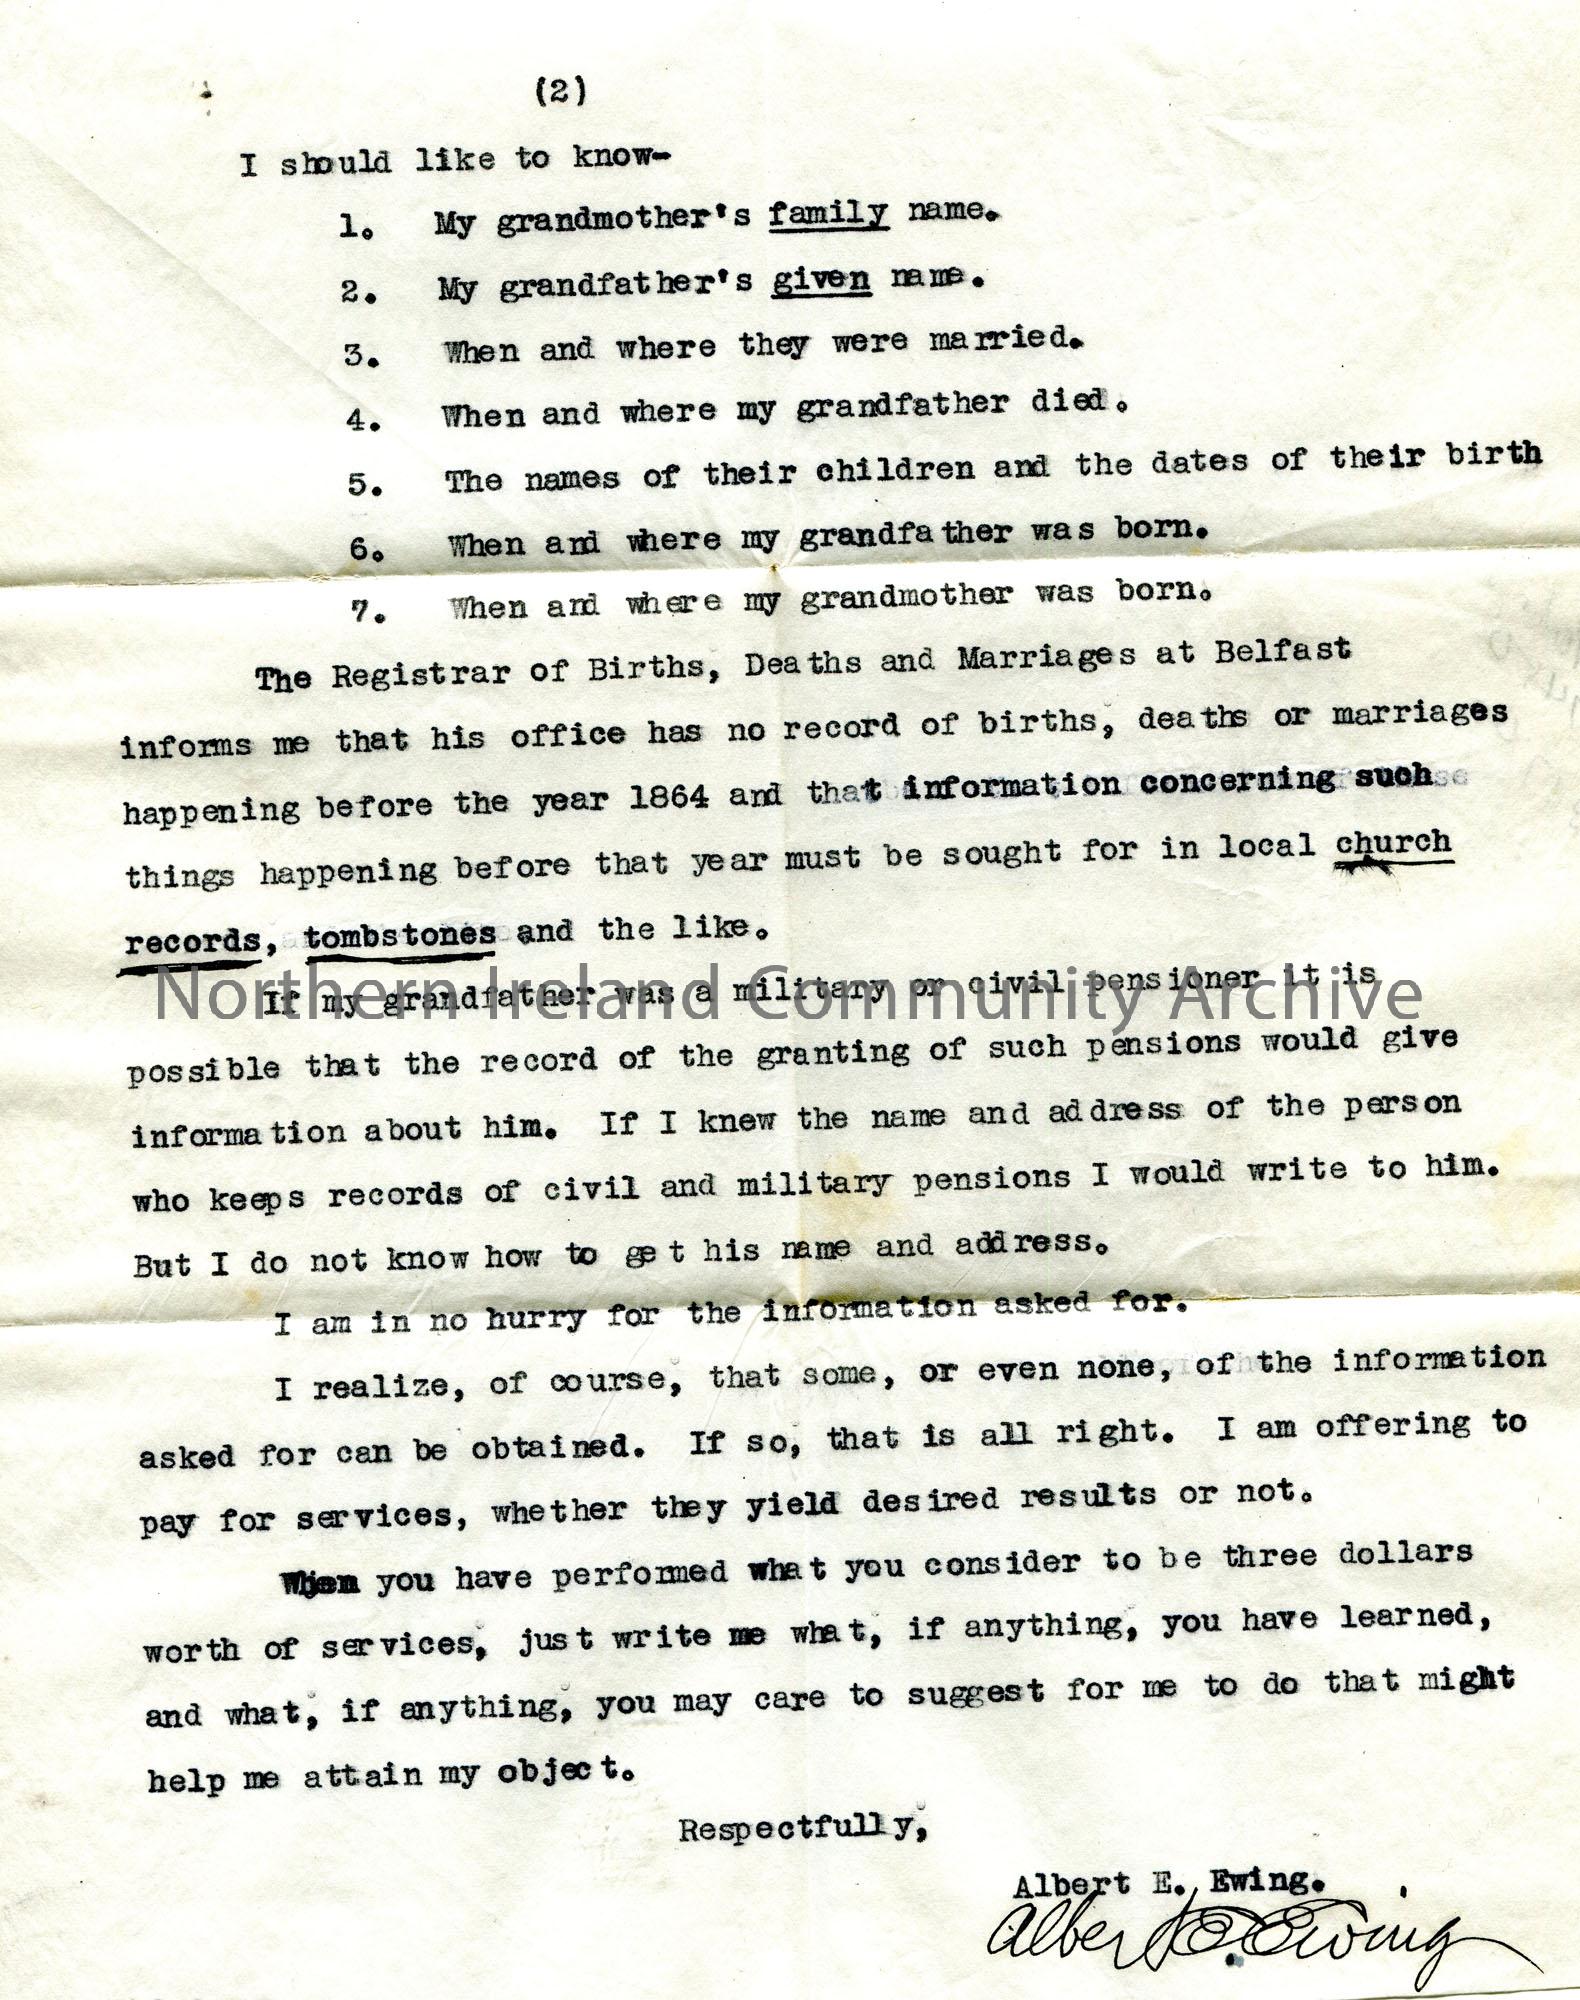 (2)
I should like to know-
1. My grandmother's family name.
2. My grandfather's given name.
3. When and where they were married.
4. When and where my grandfather died.
5. The names of their children and the dates of their birth
6. When and where my grandfather was born.
7. When and where my grandmother was born.
The Registrar of Births, Deaths and Marriages at Belfast
informs me that his office has no record of births, deaths or marriages
happening before the year 1864 and that information concerning such
things happening before that year must be sought for in local church
records, tombstones and the like.
Northern Ireland Community Archive
If my grandfather was a military or civil pensioner it is
possible that the record of the granting of such pensions would give
information about him. If I knew the name and address of the person
who keeps records of civil and military pensions I would write to him.
But I do not know how to get his name and address.
I am in no hurry for the information asked for.
I realize, of course, that some, or even none, of the information
asked for can be obtained. If so, that is all right. I am offering to
pay for services, whether they yield desired results or not.
When you have performed what you consider to be three dollars
worth of services, just write me what, if anything, you have learned,
and what, if anything, you may care to suggest for me to do that might
help me attain my object.
Respectfully,
Albert E. Ewing.
Albert E. Ewing